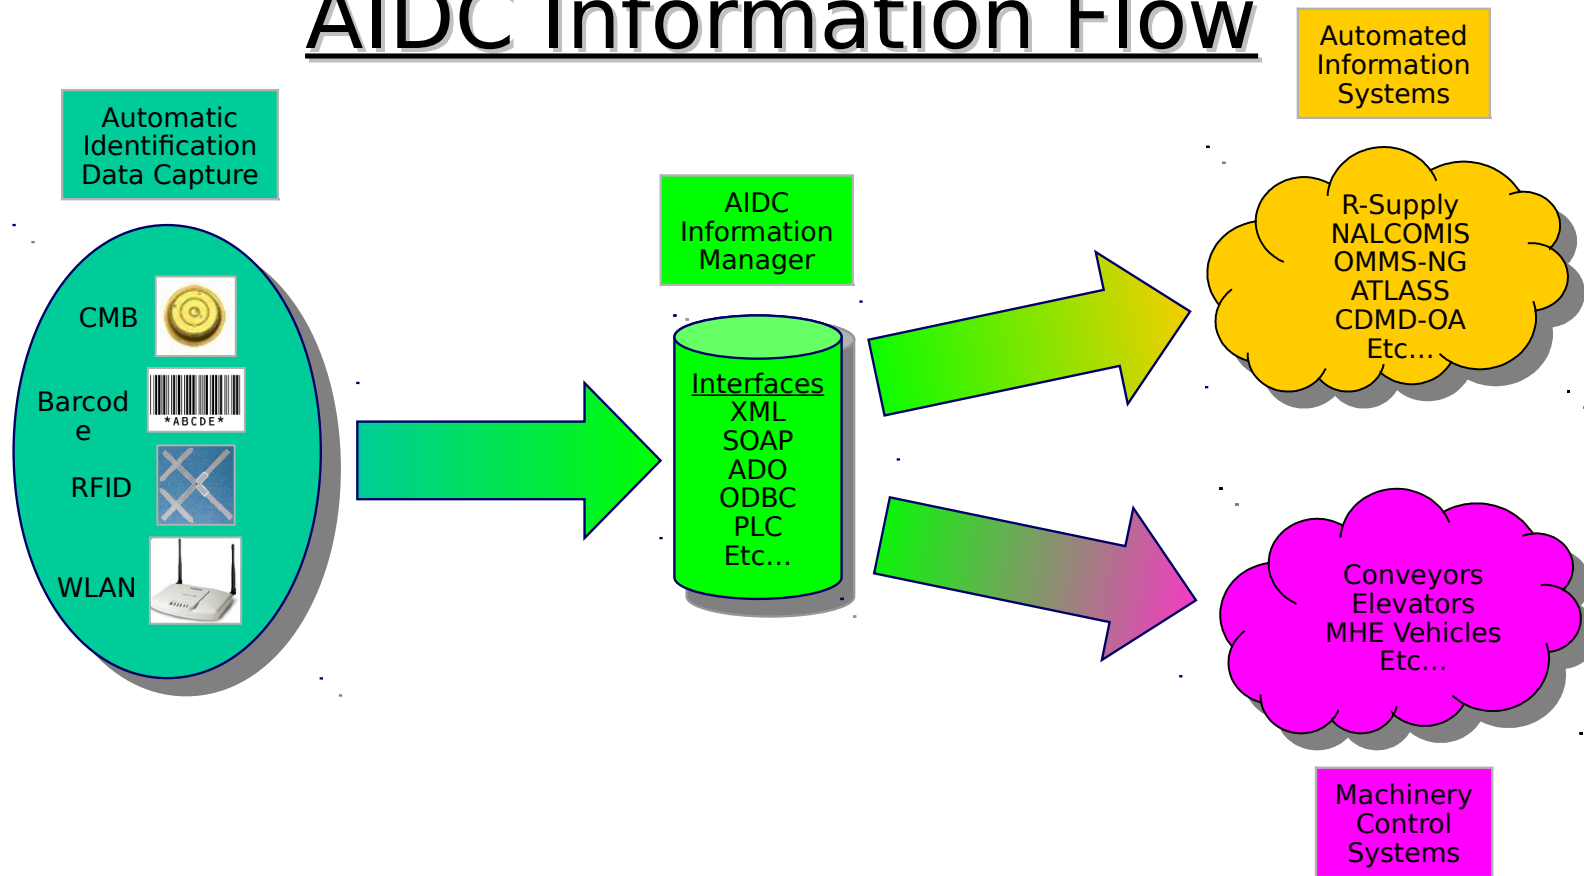 AIDC Information Flow
Automatic
Identification
Data Capture
CMB
*ABCDE*
Barcod
e
RFID
WLAN
AIDC
Information
Manager
Interfaces
XML
SOAP
ADO
ODBC
PLC
Etc...
Automated
Information
Systems
R-Supply
NALCOMIS
OMMS-NG
ATLASS
CDMD-OA
Etc...
Conveyors
Elevators
MHE Vehicles
Etc...
Machinery
Control
Systems